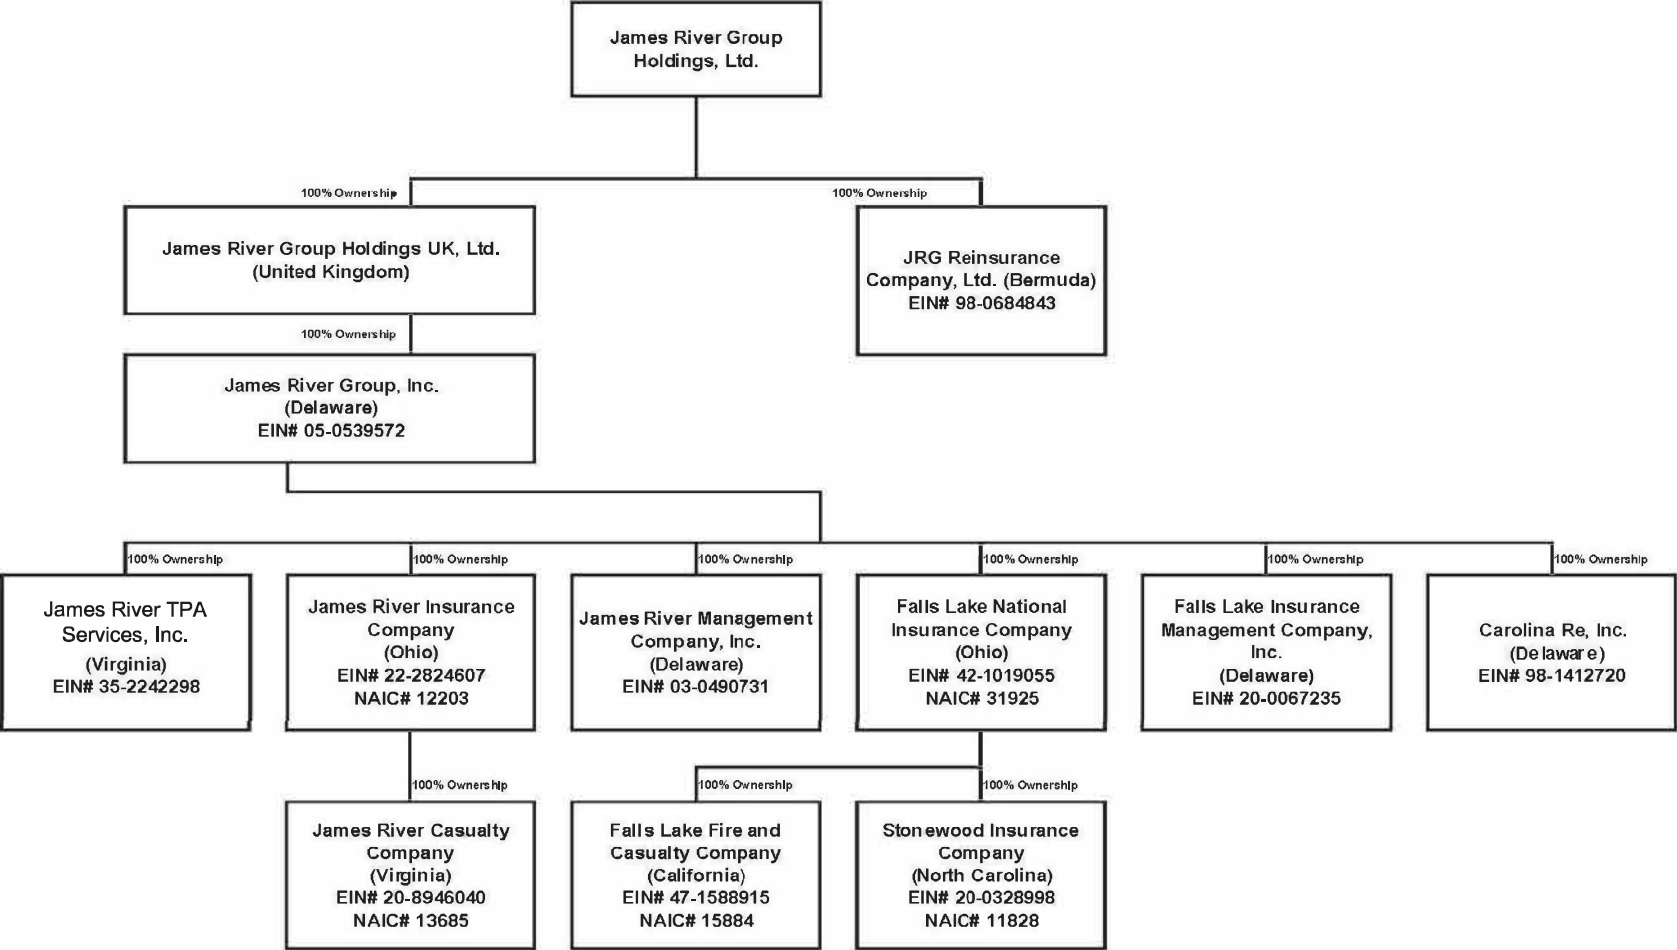 James River Group
Holdings, Ltd.
100% Ownership
100% Ownership
James River Group Holdings UK, Ltd.
(United Kingdom)
JRG Reinsurance
Company, Ltd. (Bermuda)
EIN# 98-0684843
100% Ownership
James River Group, Inc.
(Delaware)
EIN# 05-0539572
100% Ownership
100% Ownership
100% Ownership
100% Ownership
100% Ownership
100% Ownership
James River TPA
Services, Inc.
(Virginia)
EIN# 35-2242298
James River Insurance
Company
(Ohio)
EIN# 22-2824607
NAIC# 12203
James River Management
Company, Inc.
(Delaware)
EIN# 03-0490731
Falls Lake National
Insurance Company
(Ohio)
EIN# 42-1019055
NAIC# 31925
Falls Lake Insurance
Management Company,
Inc.
(Delaware)
EIN# 20-0067235
Carolina Re, Inc.
(Delaware)
EIN# 98-1412720
100% Ownership
100% Ownership
100% Ownership
James River Casualty
Company
(Virginia)
EIN# 20-8946040
NAIC# 13685
Falls Lake Fire and
Casualty Company
(California)
EIN# 47-1588915
NAIC# 15884
Stonewood Insurance
Company
(North Carolina)
EIN# 20-0328998
NAIC# 11828